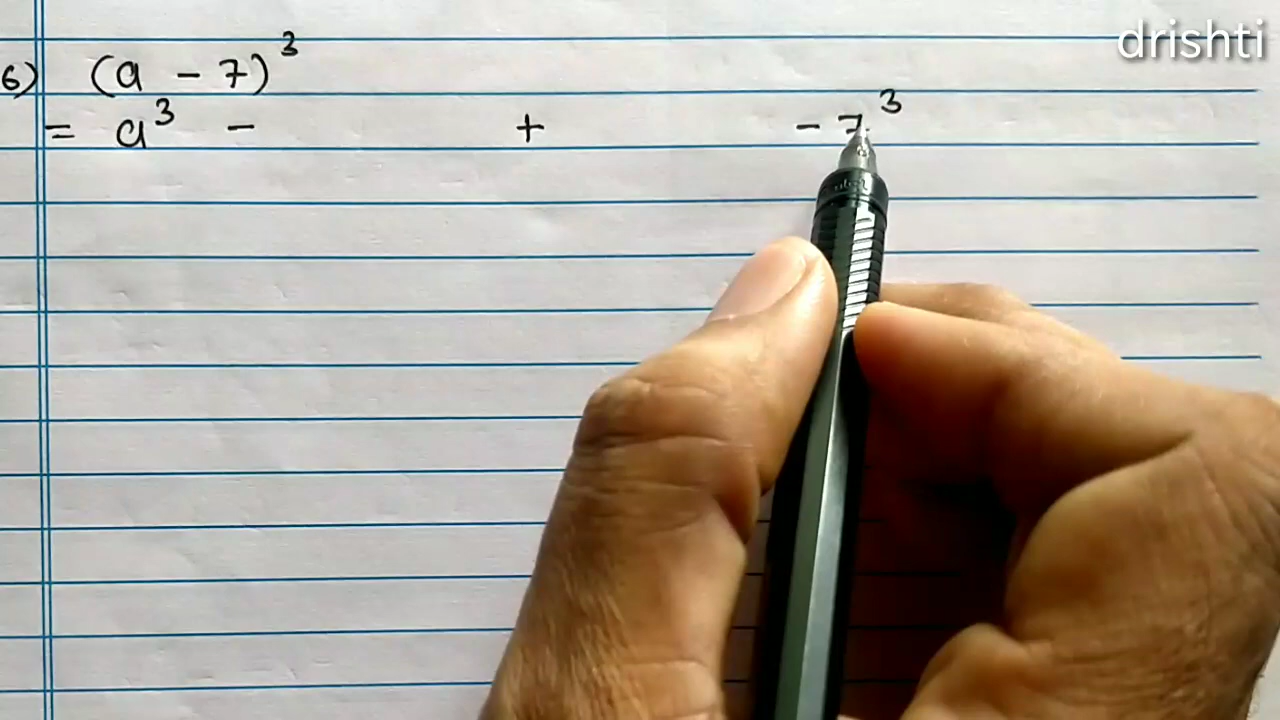 drishti
6) (a - 7)³
= a³ - + - 7³